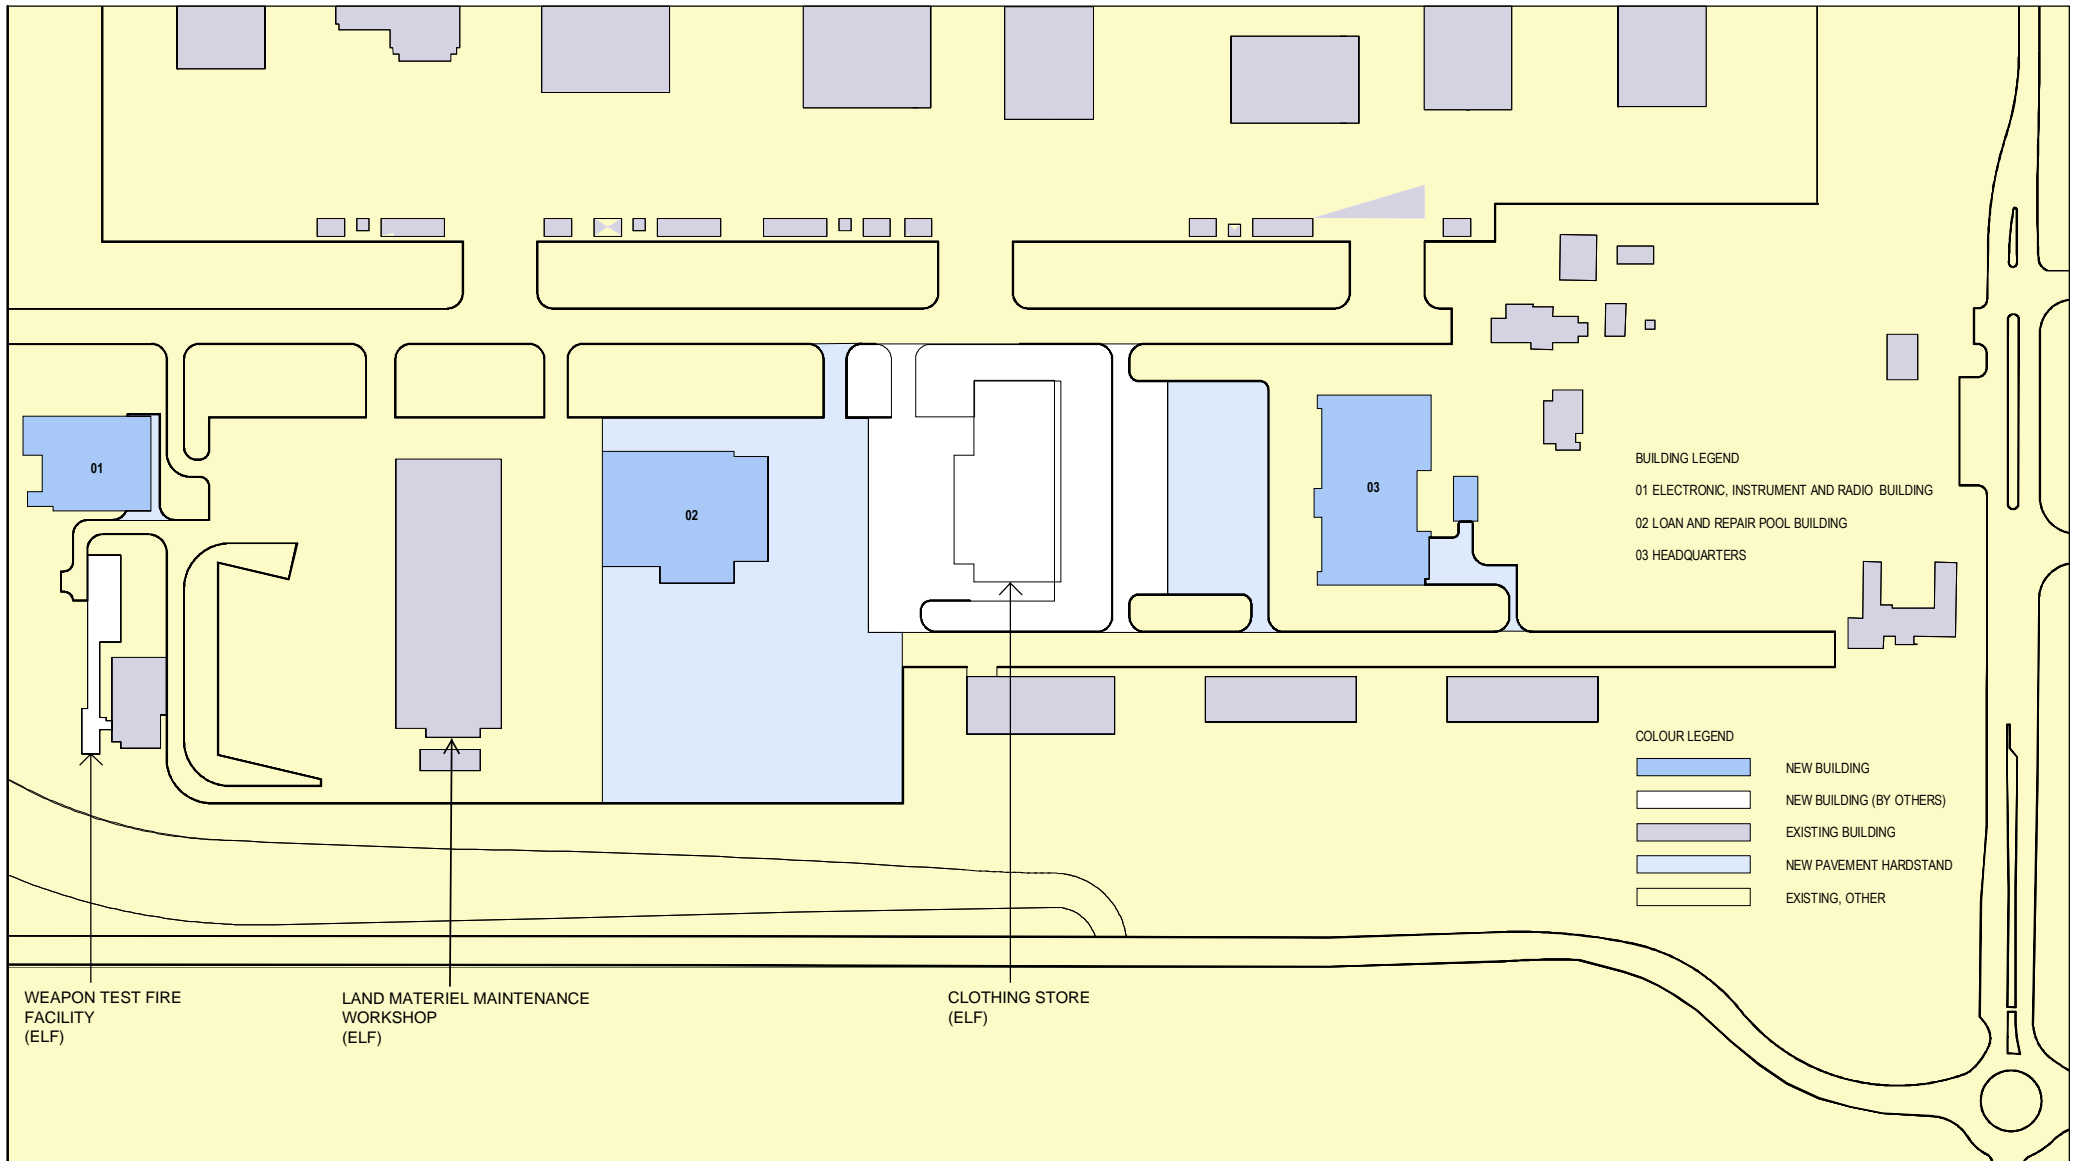 01
02
03
BUILDING LEGEND
01 ELECTRONIC, INSTRUMENT AND RADIO BUILDING
02 LOAN AND REPAIR POOL BUILDING
03 HEADQUARTERS
COLOUR LEGEND
NEW BUILDING
NEW BUILDING (BY OTHERS)
EXISTING BUILDING
NEW PAVEMENT HARDSTAND
EXISTING, OTHER
WEAPON TEST FIRE
FACILITY
(ELF)
LAND MATERIEL MAINTENANCE
WORKSHOP
(ELF)
CLOTHING STORE
(ELF)